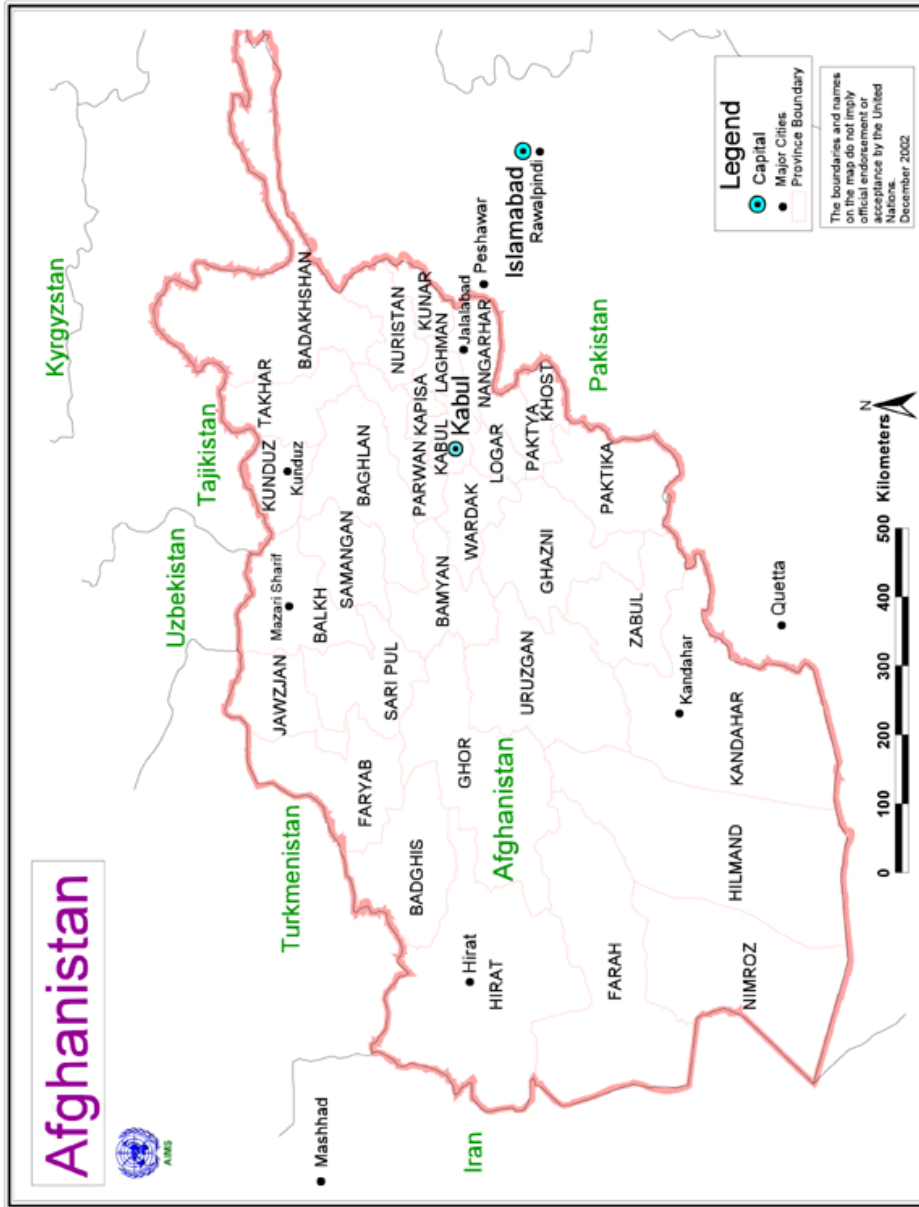 Afghanistan
AIMS
Kyrgyzstan
Tajikistan
Uzbekistan
Turkmenistan
Iran
Afghanistan
Pakistan
Mashhad
BADAKHSHAN
TAKHAR
KUNDUZ
Kunduz
Mazari Sharif
BALKH
JAWZJAN
SAMANGAN
BAGHLAN
SARI PUL
FARYAB
BADGHIS
NURISTAN
KUNAR
LAGHMAN
KAPISA
PARWAN
KABUL
Kabul
Jalalabad
NANGARHAR
Peshawar
Islamabad
Rawalpindi
LOGAR
WARDAK
BAMYAN
GHOR
Hirat
HIRAT
PAKTYA
KHOST
GHAZNI
URUZGAN
PAKTIKA
ZABUL
FARAH
Kandahar
KANDAHAR
HILMAND
NIMROZ
Quetta
N
0 100 200 300 400 500 Kilometers
Legend
Capital
Major Cities
Province Boundary
The boundaries and names
on the map do not imply
official endorsement or
acceptance by the United
Nations.
December 2002